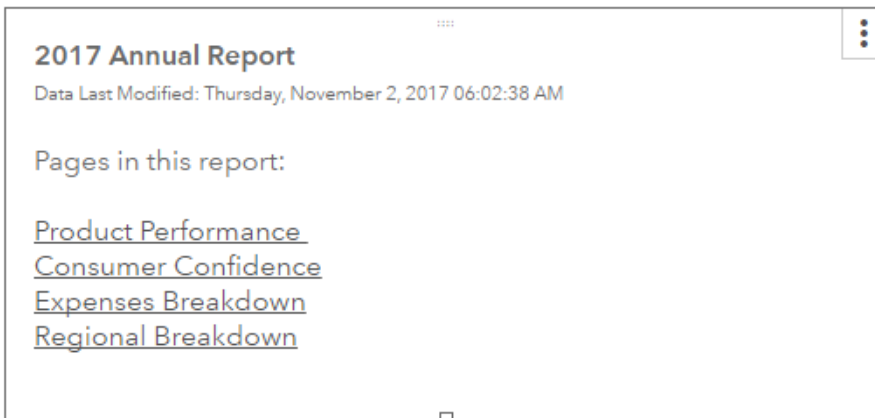 2017 Annual Report
Data Last Modified: Thursday, November 2, 2017 06:02:38 AM
Pages in this report:
Product Performance
Consumer Confidence
Expenses Breakdown
Regional Breakdown